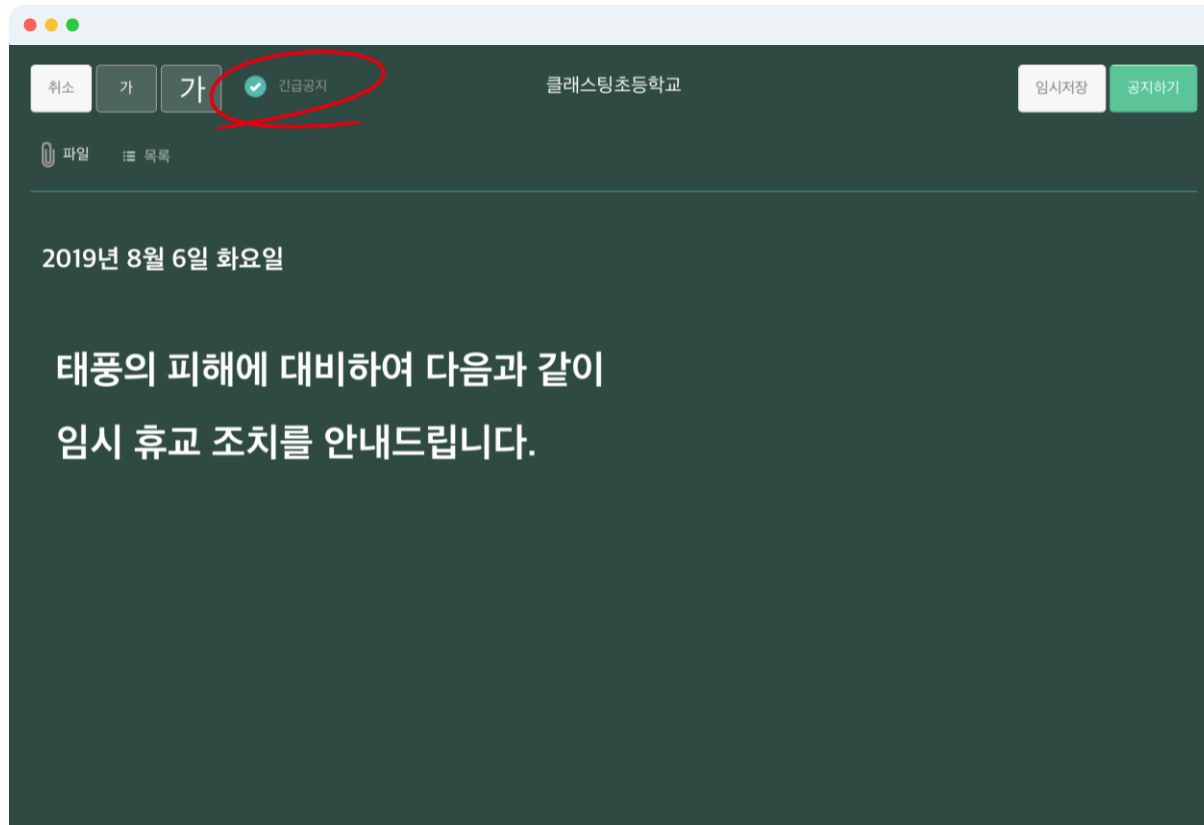 취소 가 가 긴급공지 클래스팅초등학교 임시저장 공지하기
파일 목록
2019년 8월 6일 화요일
태풍의 피해에 대비하여 다음과 같이
임시 휴교 조치를 안내드립니다.